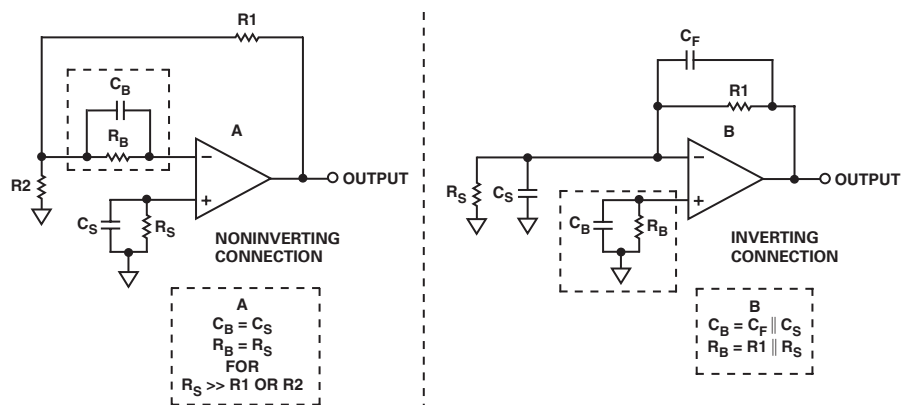 R1
C_B
R_B
A
−
+
R2
C_S
R_S
OUTPUT
NONINVERTING
CONNECTION
A
C_B = C_S
R_B = R_S
FOR
R_S >> R1 OR R2
C_F
R1
B
−
+
R_S
C_S
C_B
R_B
OUTPUT
INVERTING
CONNECTION
B
C_B = C_F || C_S
R_B = R1 || R_S